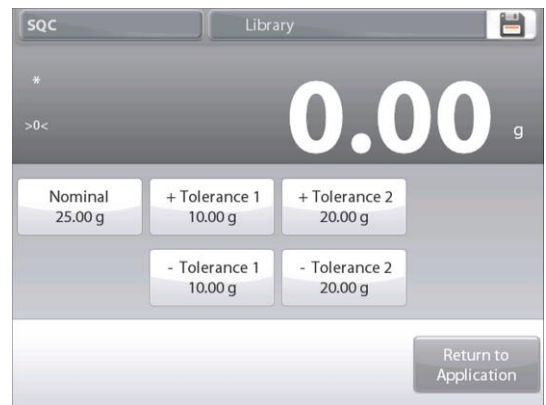 SQC
Library
*
>0<
0.00 g
Nominal
25.00 g
+ Tolerance 1
10.00 g
+ Tolerance 2
20.00 g
- Tolerance 1
10.00 g
- Tolerance 2
20.00 g
Return to
Application